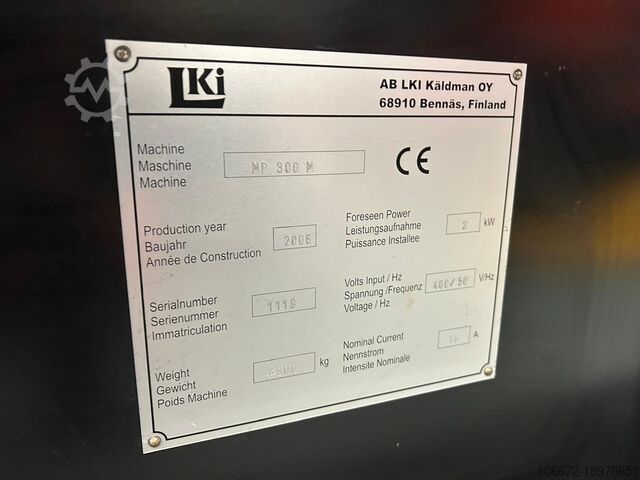 LKi
AB LKI Käldman OY
68910 Bennäs, Finland
Machine
Maschine
Machine
MP 300 M
Production year
Baujahr
Année de Construction
2006
Foreseen Power
Leistungsaufnahme
Puissance Installee
3 kW
Serialnumber
Serienummer
Immatriculation
1119
Volts Input / Hz
Spannung /Frequenz
Voltage / Hz
400/50 V/Hz
Weight
Gewicht
Poids Machine
kg
Nominal Current
Nennstrom
Intensite Nominale
A
CE
106672-18978651